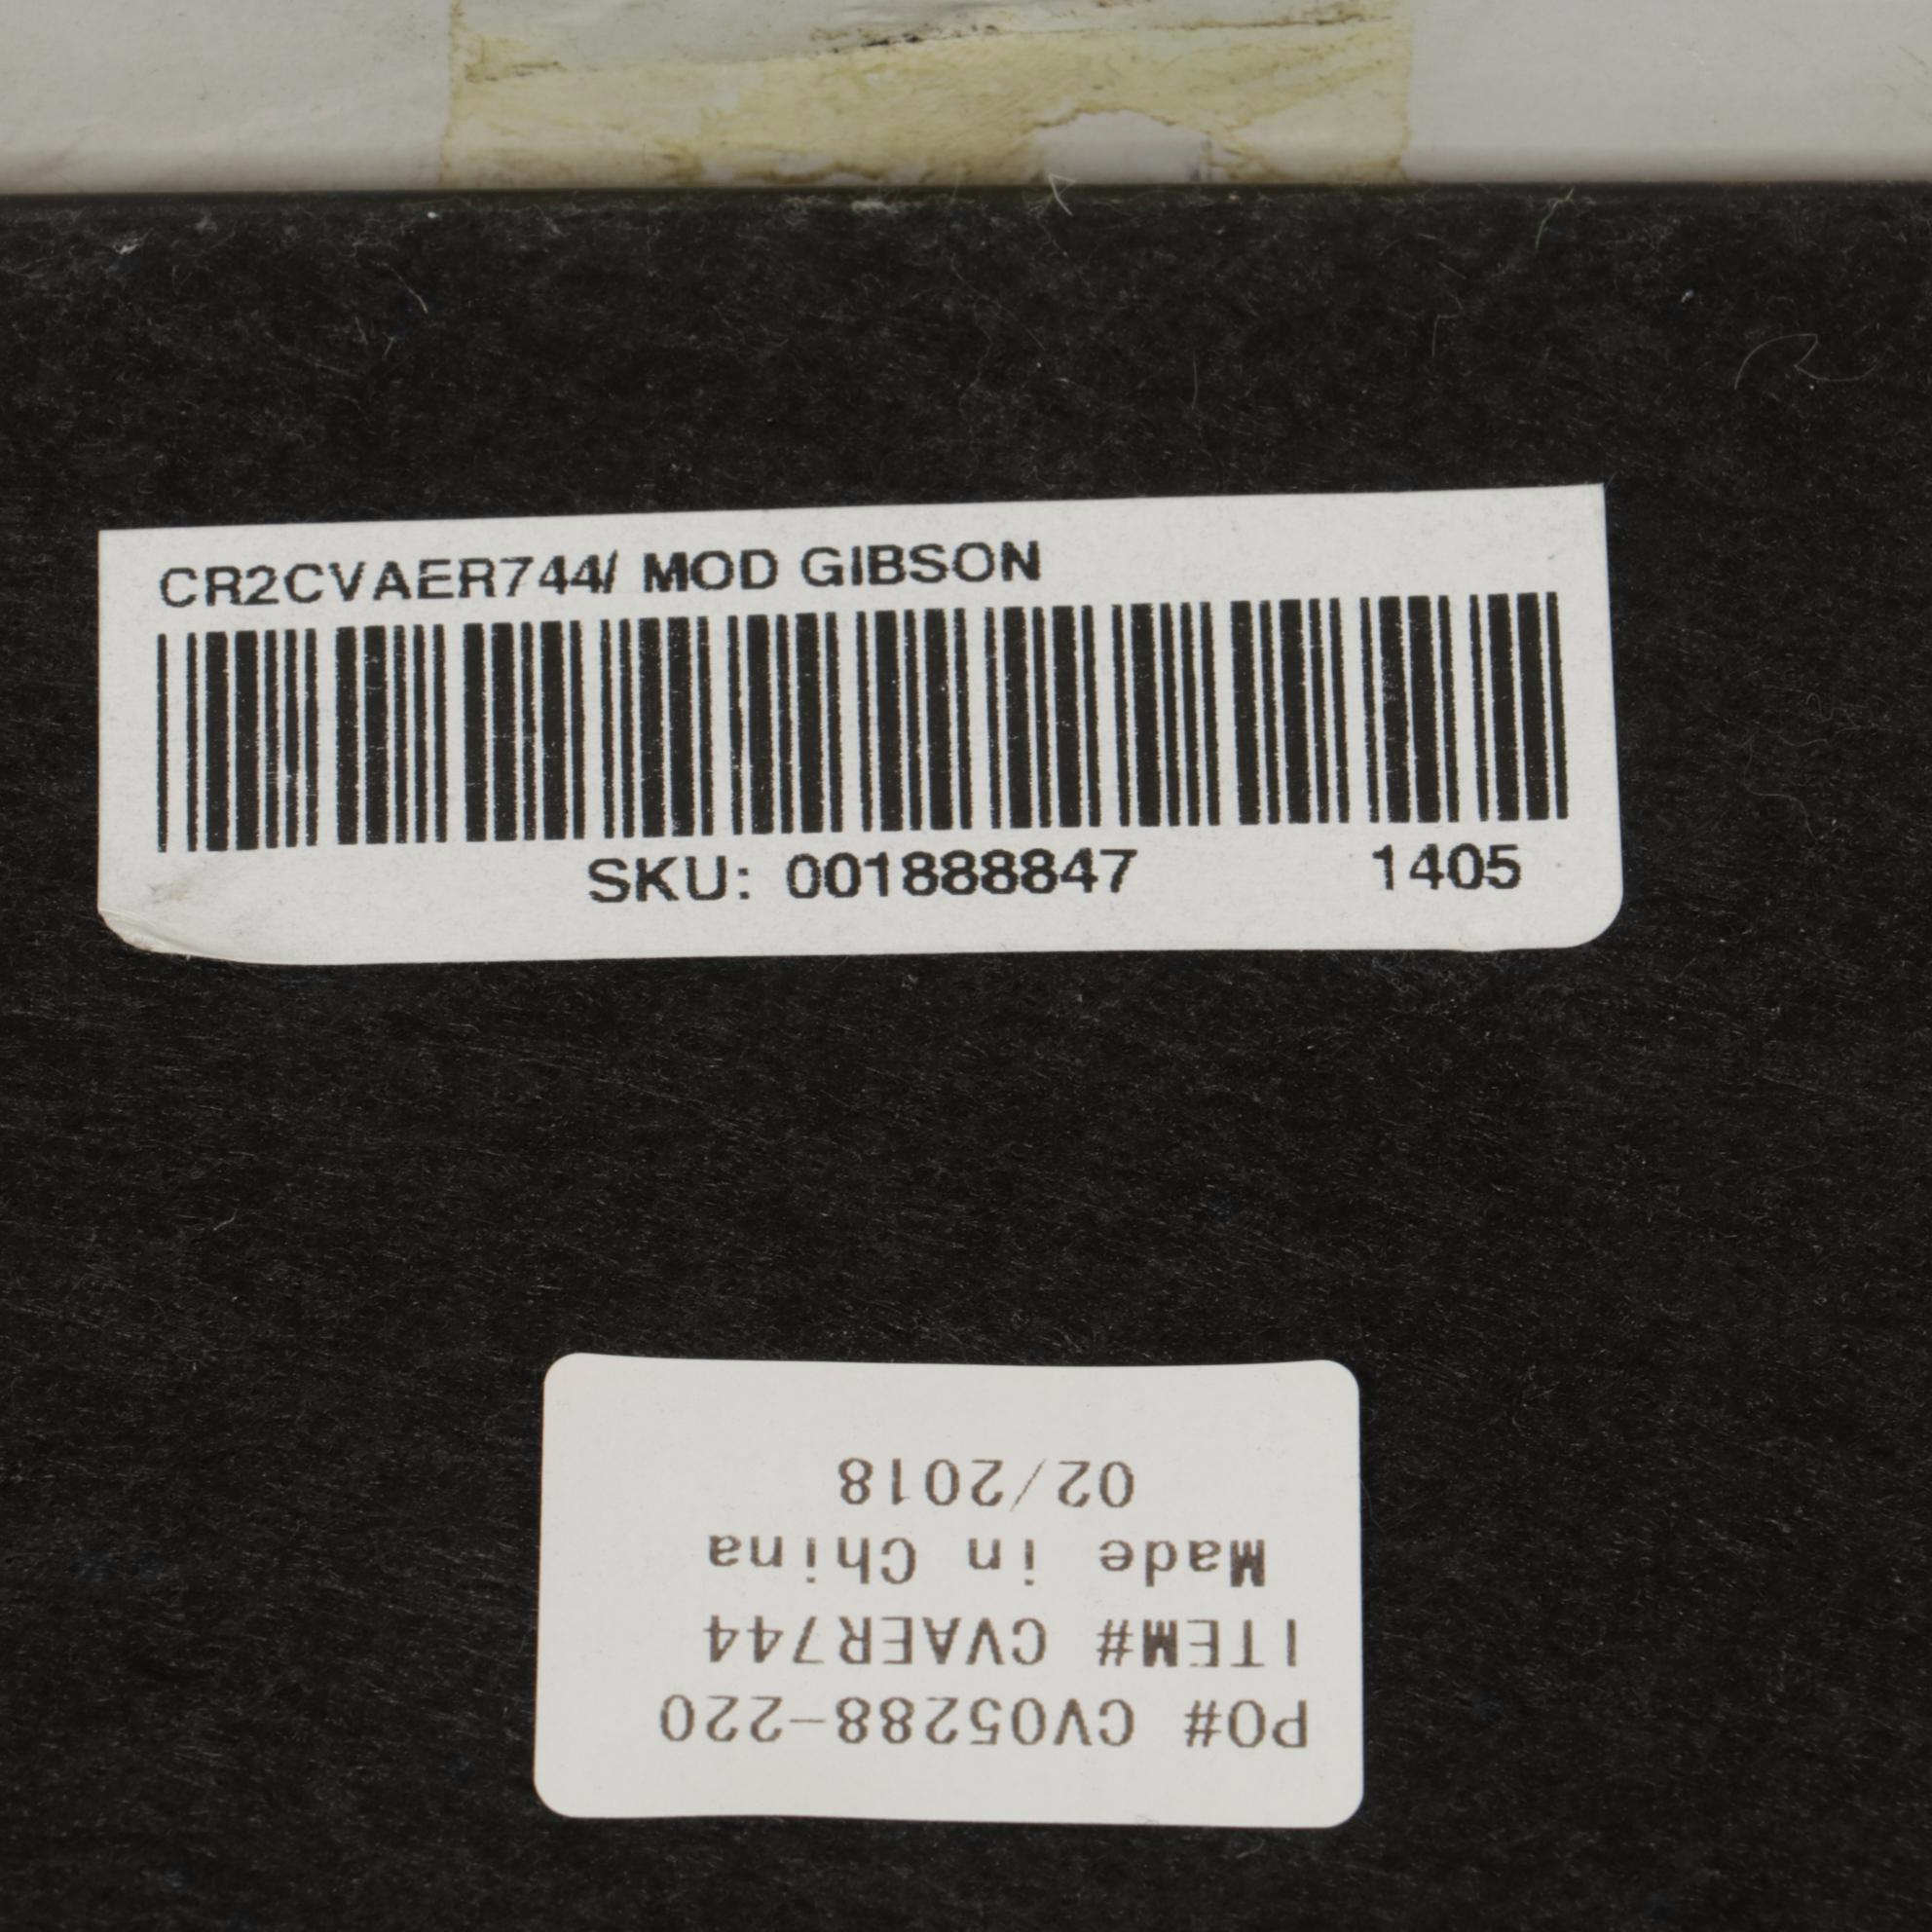 CR2CVAER744/ MOD GIBSON
SKU: 001888847 1405
PO# CV05288-220
ITEM# CVAER744
Made in China
02/2018